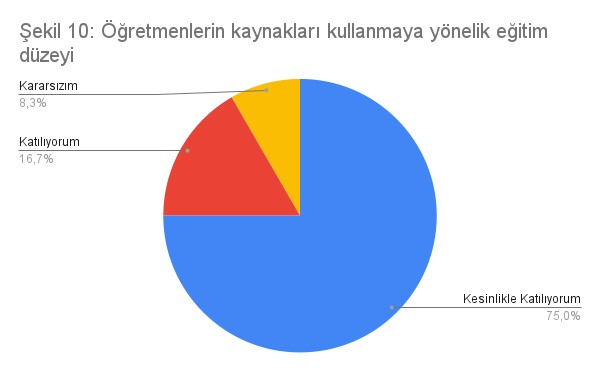 Şekil 10: Öğretmenlerin kaynakları kullanmaya yönelik eğitim
düzeyi
Kararsızım
8,3%
Katılıyorum
16,7%
Kesinlikle Katılıyorum
75,0%